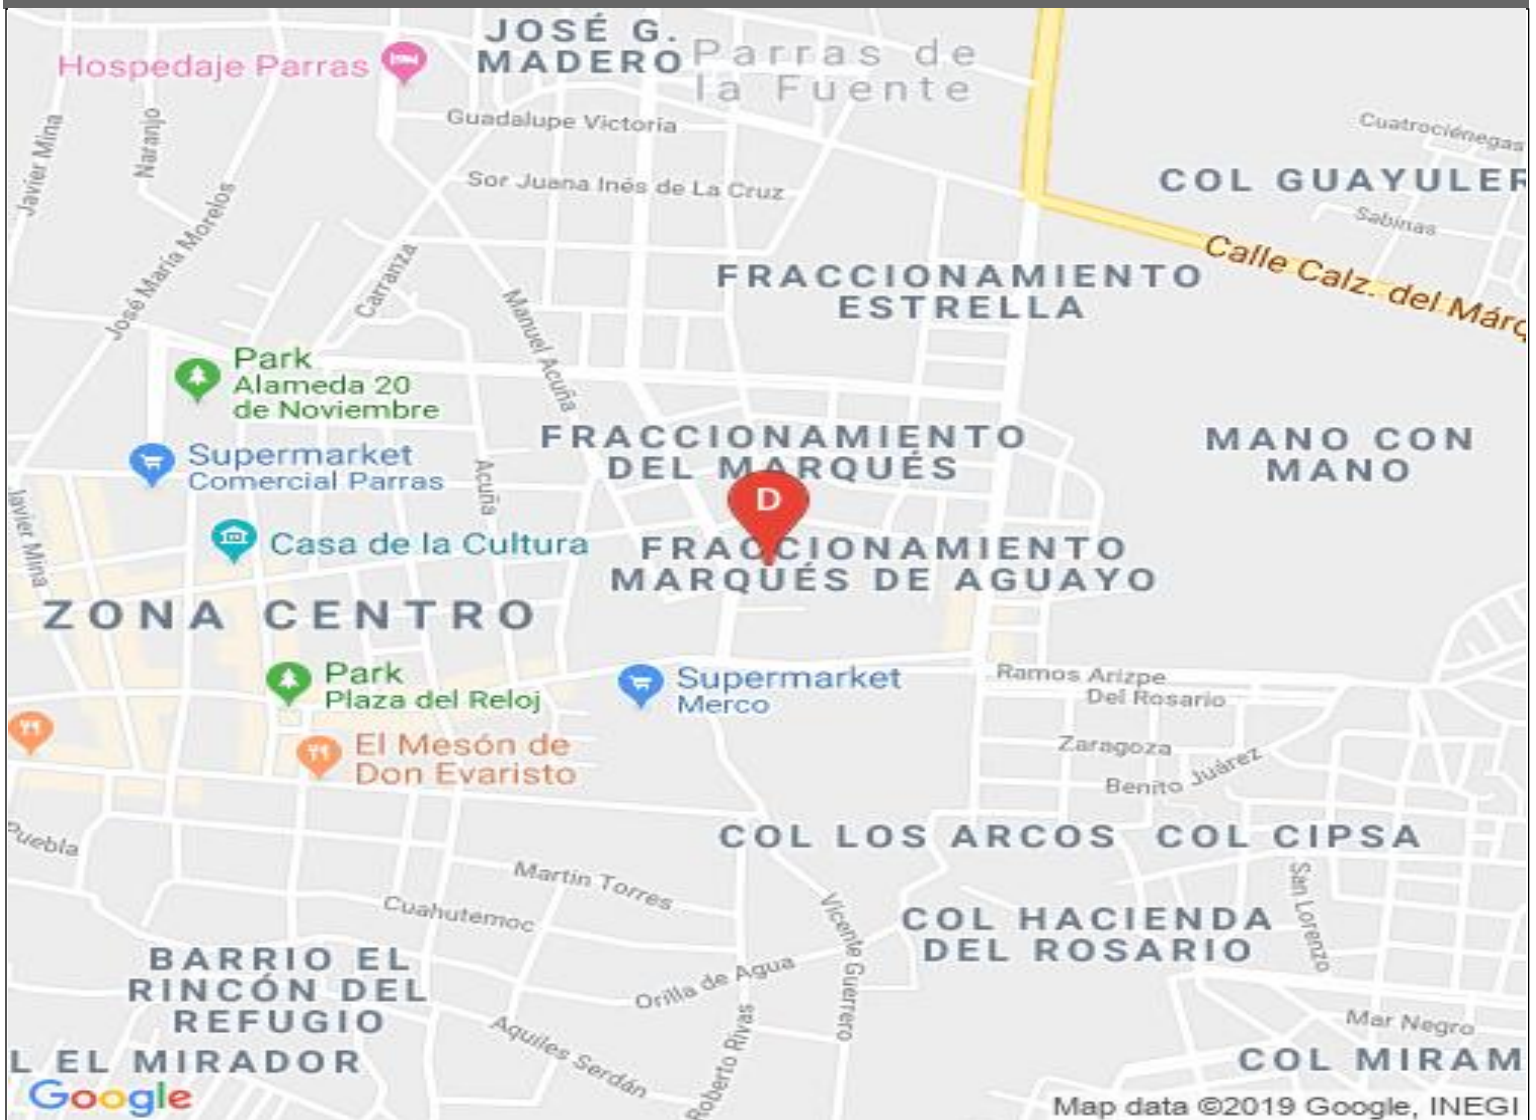 JOSÉ G.
MADERO
Parras de
la Fuente
Hospedaje Parras
Guadalupe Victoria
Cuatrociénegas
Javier Mina
Naranjo
Sor Juana Inés de La Cruz
COL GUAYULER
Sabinas
José María Morelos
Carranza
Calle Calz. del Márq
FRACCIONAMIENTO
ESTRELLA
Manuel Acuña
Park
Alameda 20
de Noviembre
FRACCIONAMIENTO
DEL MARQUÉS
MANO CON
MANO
Supermarket
Comercial Parras
Acuña
D
Javier Mina
Casa de la Cultura
FRACCIONAMIENTO
MARQUÉS DE AGUAYO
ZONA CENTRO
Park
Plaza del Reloj
Supermarket
Merco
Ramos Arizpe
Del Rosario
El Mesón de
Don Evaristo
Zaragoza
Benito Juárez
Puebla
COL LOS ARCOS
COL CIPSA
Martin Torres
San Lorenzo
Cuahutemoc
Vicente Guerrero
COL HACIENDA
DEL ROSARIO
BARRIO EL
RINCÓN DEL
REFUGIO
Orilla de Agua
Aquiles Serdán
Roberto Rivas
Mar Negro
L EL MIRADOR
COL MIRAM
Google
Map data ©2019 Google, INEGI